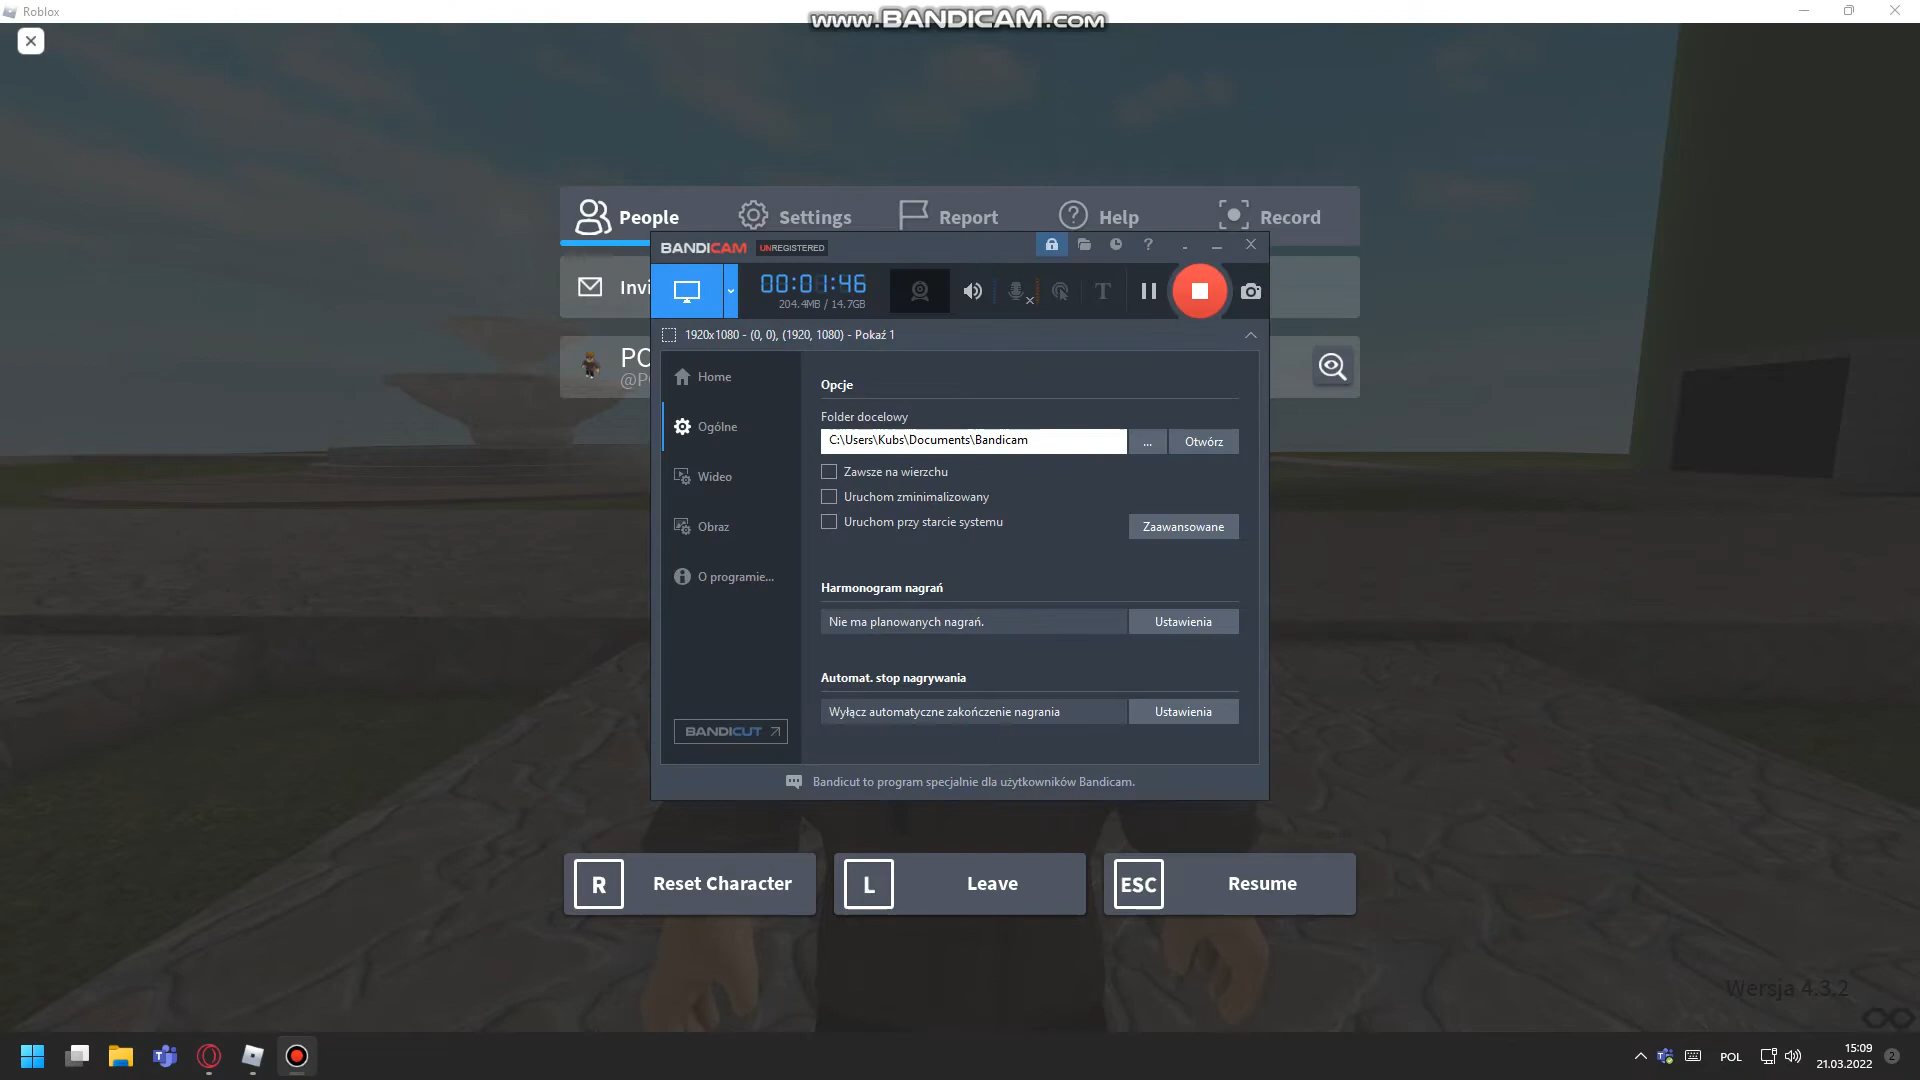 Roblox
www.BANDICAM.com
People
Settings
Report
Help
Record
BANDICAM UNREGISTERED
Invi
00:01:46
204.4MB / 14.7GB
T
1920x1080 - (0, 0), (1920, 1080) - Pokaż 1
PO
@P
Home
Ogólne
Wideo
Obraz
O programie...
BANDICUT
Opcje
Folder docelowy
C:\Users\Kubs\Documents\Bandicam
...
Otwórz
Zawsze na wierzchu
Uruchom zminimalizowany
Uruchom przy starcie systemu
Zaawansowane
Harmonogram nagrań
Nie ma planowanych nagrań.
Ustawienia
Automat. stop nagrywania
Wyłącz automatyczne zakończenie nagrania
Ustawienia
Bandicut to program specjalnie dla użytkowników Bandicam.
R Reset Character
L Leave
ESC Resume
Wersja 4.3.2
POL
15:09
21.03.2022
2